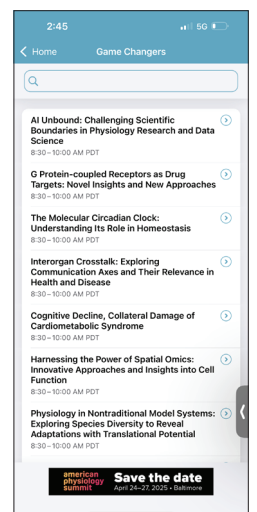 2:45
5G
Home
Game Changers
AI Unbound: Challenging Scientific
Boundaries in Physiology Research and Data
Science
8:30–10:00 AM PDT
G Protein-coupled Receptors as Drug
Targets: Novel Insights and New Approaches
8:30–10:00 AM PDT
The Molecular Circadian Clock:
Understanding Its Role in Homeostasis
8:30–10:00 AM PDT
Interorgan Crosstalk: Exploring
Communication Axes and Their Relevance in
Health and Disease
8:30–10:00 AM PDT
Cognitive Decline, Collateral Damage of
Cardiometabolic Syndrome
8:30–10:00 AM PDT
Harnessing the Power of Spatial Omics:
Innovative Approaches and Insights into Cell
Function
8:30–10:00 AM PDT
Physiology in Nontraditional Model Systems:
Exploring Species Diversity to Reveal
Adaptations with Translational Potential
8:30–10:00 AM PDT
american
physiology
summit
Save the date
April 24–27, 2025 • Baltimore